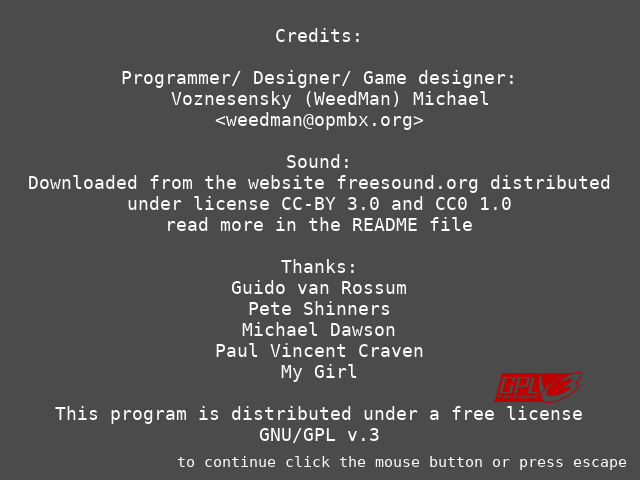 Credits:
Programmer/ Designer/ Game designer:
Voznesensky (WeedMan) Michael
<weedman@opmbx.org>
Sound:
Downloaded from the website freesound.org distributed
under license CC-BY 3.0 and CC0 1.0
read more in the README file
Thanks:
Guido van Rossum
Pete Shinners
Michael Dawson
Paul Vincent Craven
My Girl
GPLv3
This program is distributed under a free license
GNU/GPL v.3
to continue click the mouse button or press escape